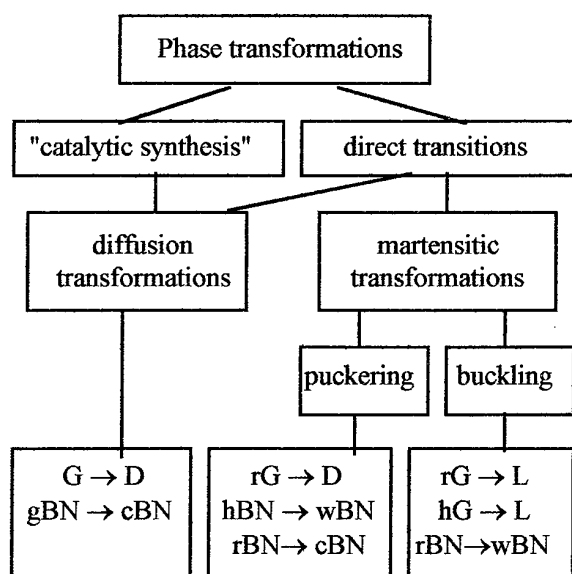 Phase transformations
"catalytic synthesis"
direct transitions
diffusion
transformations
martensitic
transformations
puckering
buckling
G → D
gBN → cBN
rG → D
hBN → wBN
rBN → cBN
rG → L
hG → L
rBN → wBN